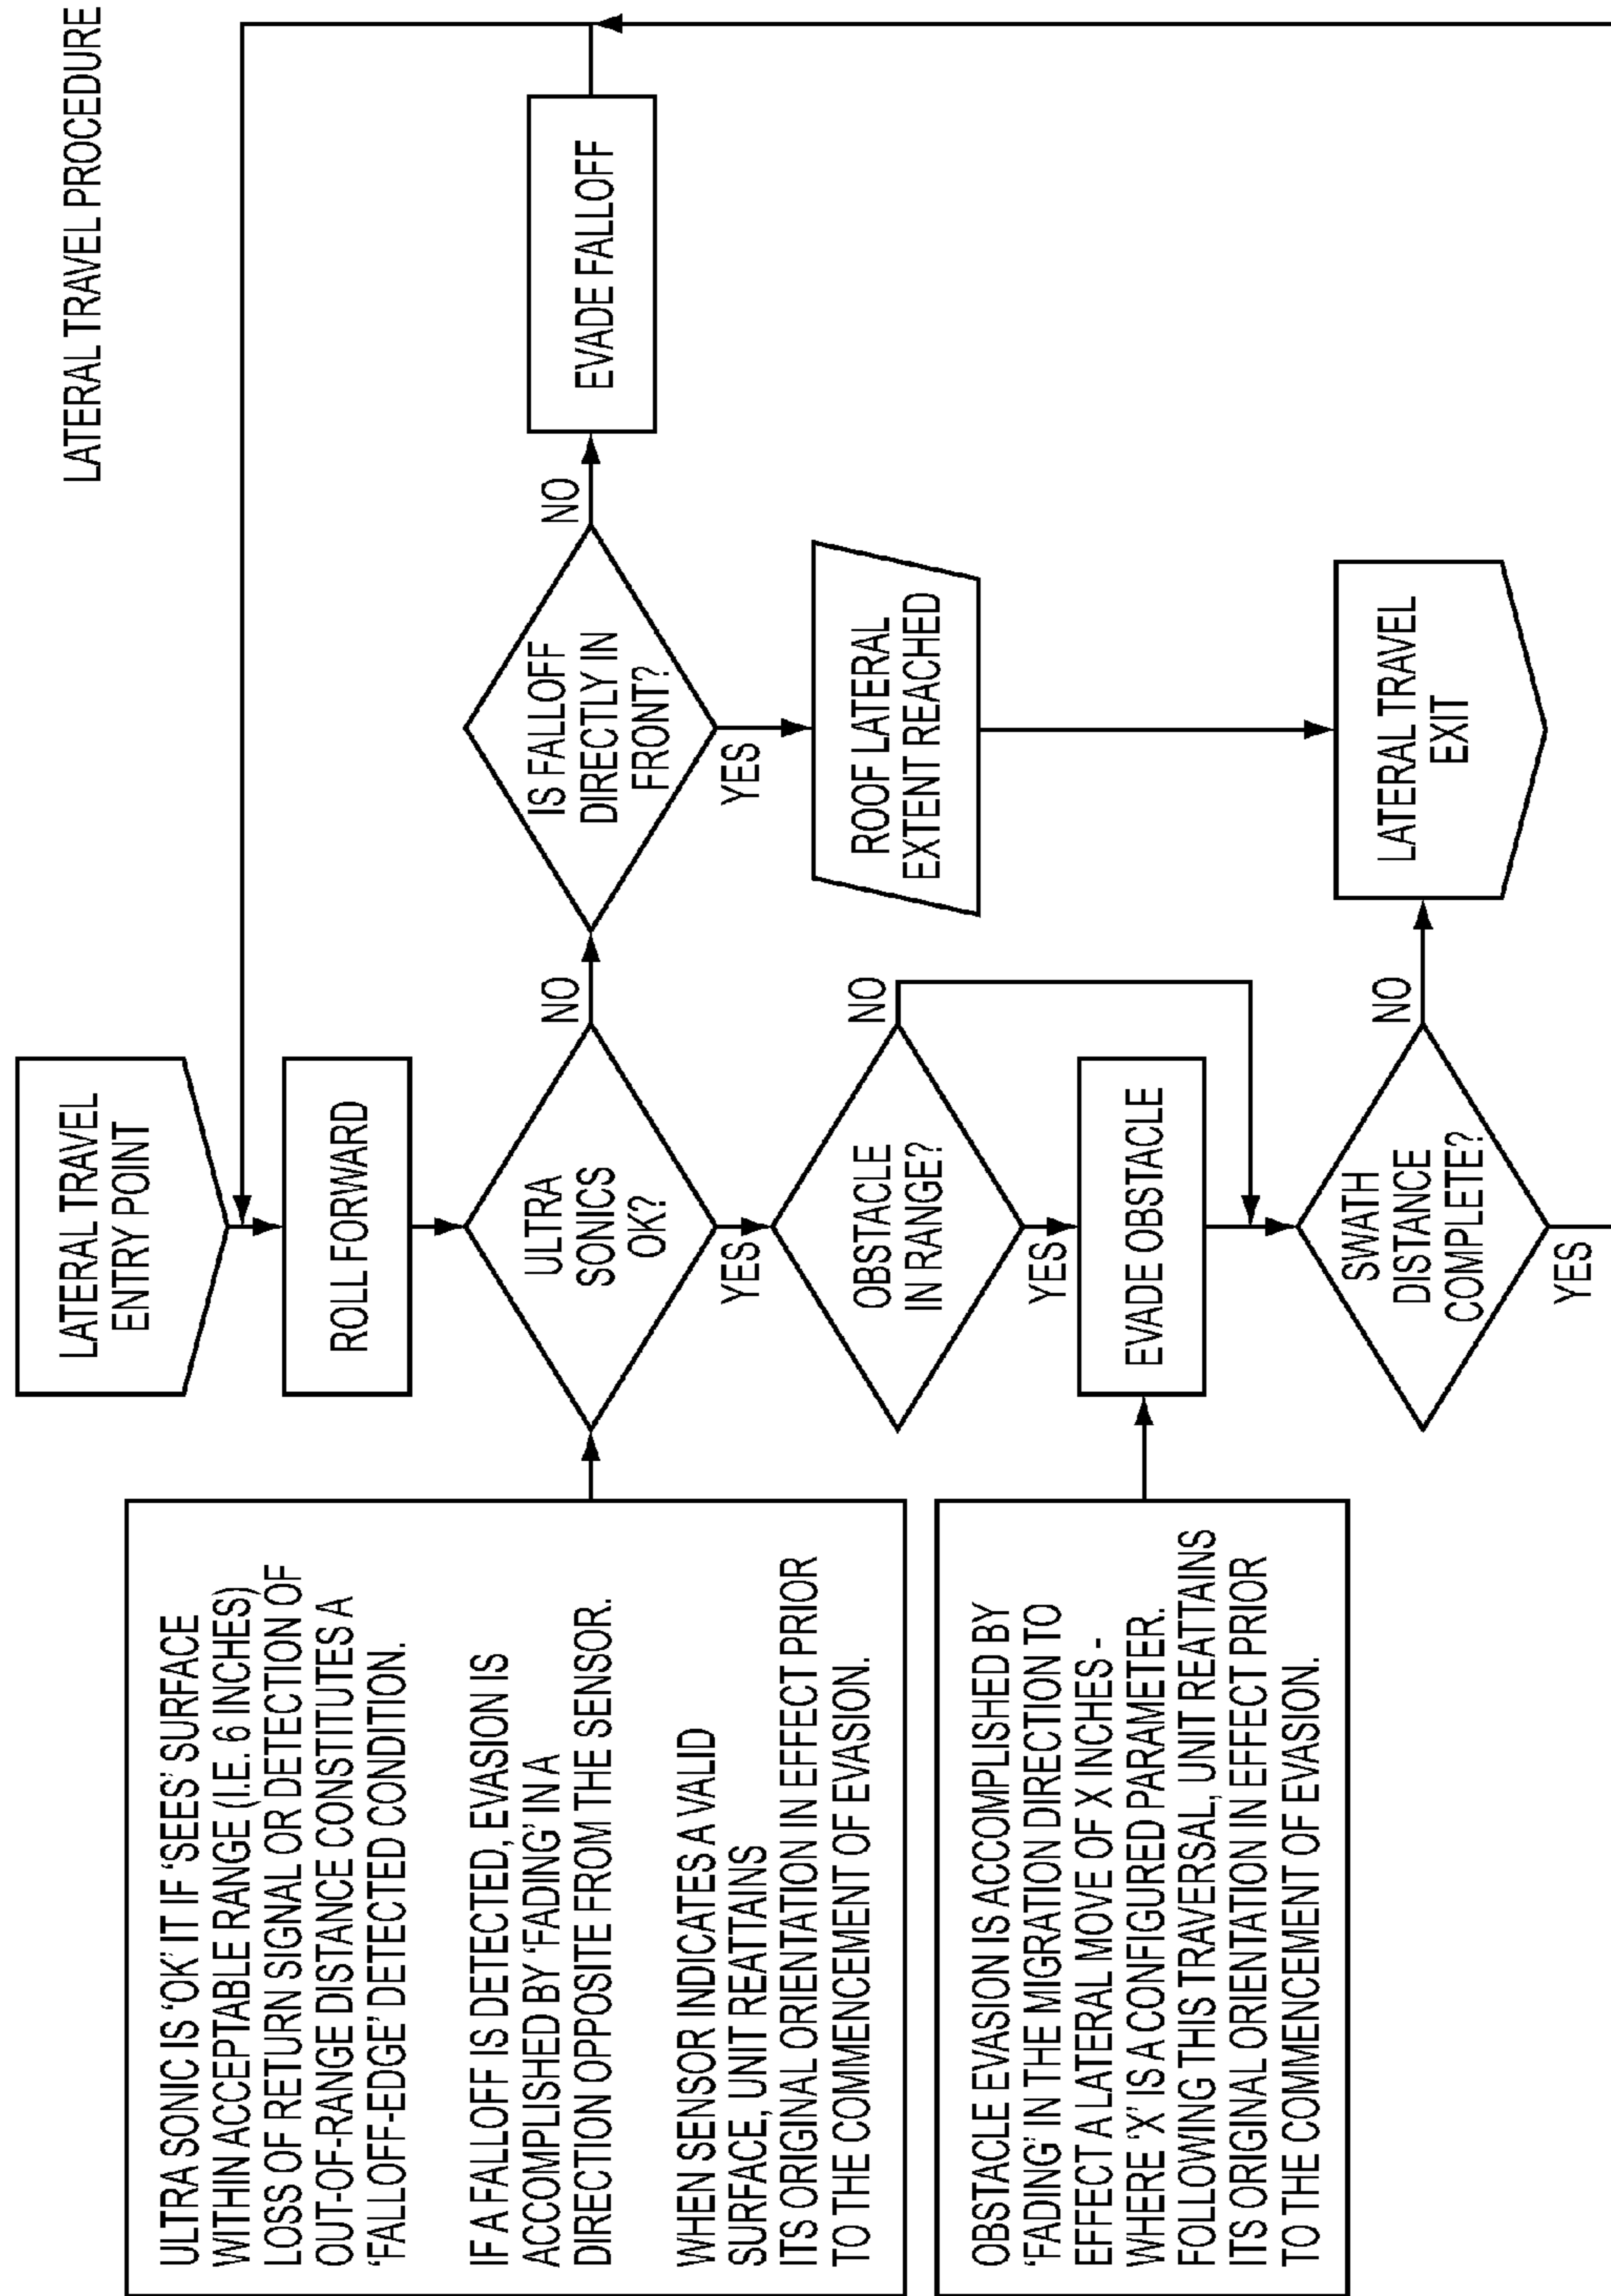 LATERAL TRAVEL PROCEDURE
LATERAL TRAVEL
ENTRY POINT
ROLL FORWARD
ULTRA SONIC IS 'OK' IT IF 'SEES' SURFACE
WITHIN ACCEPTABLE RANGE (I.E. 6 INCHES)
LOSS OF RETURN SIGNAL OR DETECTION OF
OUT-OF-RANGE DISTANCE CONSTITUTES A
'FALLOFF-EDGE' DETECTED CONDITION.
IF A FALLOFF IS DETECTED, EVASION IS
ACCOMPLISHED BY 'FADING' IN A
DIRECTION OPPOSITE FROM THE SENSOR.
WHEN SENSOR INDICATES A VALID
SURFACE, UNIT REATTAINS
ITS ORIGINAL ORIENTATION IN EFFECT PRIOR
TO THE COMMENCEMENT OF EVASION.
ULTRA
SONICS
OK?
NO
YES
IS FALLOFF
DIRECTLY IN
FRONT?
NO
YES
EVADE FALLOFF
ROOF LATERAL
EXTENT REACHED
OBSTACLE
IN RANGE?
NO
YES
OBSTACLE EVASION IS ACCOMPLISHED BY
'FADING' IN THE MIGRATION DIRECTION TO
EFFECT A LATERAL MOVE OF X INCHES -
WHERE 'X' IS A CONFIGURED PARAMETER.
FOLLOWING THIS TRAVERSAL, UNIT REATTAINS
ITS ORIGINAL ORIENTATION IN EFFECT PRIOR
TO THE COMMENCEMENT OF EVASION.
EVADE OBSTACLE
SWATH
DISTANCE
COMPLETE?
NO
YES
LATERAL TRAVEL
EXIT